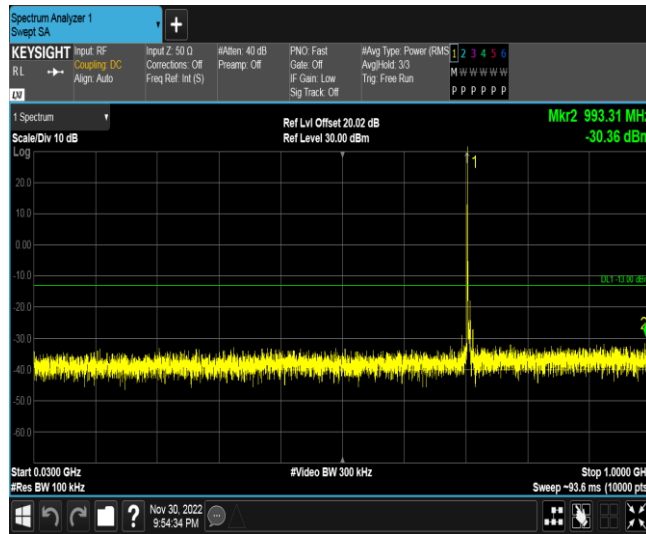 Spectrum Analyzer 1
Swept SA
+
KEYSIGHT
RL
LXI
Input: RF
Coupling: DC
Align: Auto
Input Z: 50 Ω
Corrections: Off
Freq Ref: Int (S)
#Atten: 40 dB
Preamp: Off
PNO: Fast
Gate: Off
IF Gain: Low
Sig Track: Off
#Avg Type: Power (RMS
Avg|Hold: 3/3
Trig: Free Run
1 2 3 4 5 6
M W W W W W
P P P P P P
1 Spectrum
Scale/Div 10 dB
Log
Ref Lvl Offset 20.02 dB
Ref Level 30.00 dBm
Mkr2 993.31 MHz
-30.36 dBm
1
20.0
10.0
0.00
-10.0
DL1 -13.00 dBm
-20.0
2
-30.0
-40.0
-50.0
-60.0
Start 0.0300 GHz
#Res BW 100 kHz
#Video BW 300 kHz
Stop 1.0000 GH
Sweep ~93.6 ms (10000 pts
?
Nov 30, 2022
9:54:34 PM